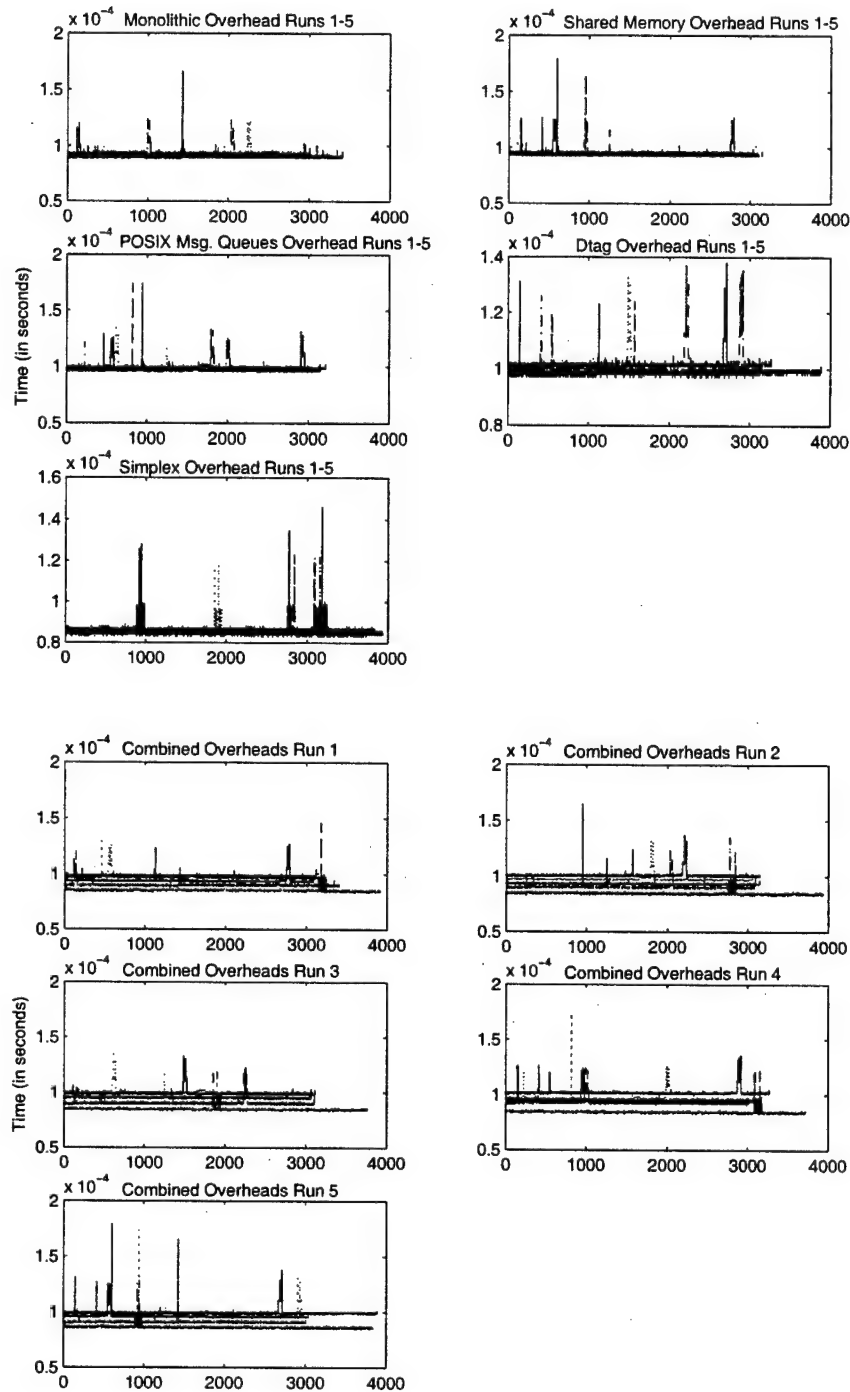 x 10⁻⁴ Monolithic Overhead Runs 1-5
2
1.5
1
0.5
0 1000 2000 3000 4000
x 10⁻⁴ Shared Memory Overhead Runs 1-5
2
1.5
1
0.5
0 1000 2000 3000 4000
x 10⁻⁴ POSIX Msg. Queues Overhead Runs 1-5
2
1.5
1
0.5
0 1000 2000 3000 4000
Time (in seconds)
x 10⁻⁴ Dtag Overhead Runs 1-5
1.4
1.2
1
0.8
0 1000 2000 3000 4000
x 10⁻⁴ Simplex Overhead Runs 1-5
1.6
1.4
1.2
1
0.8
0 1000 2000 3000 4000
x 10⁻⁴ Combined Overheads Run 1
2
1.5
1
0.5
0 1000 2000 3000 4000
x 10⁻⁴ Combined Overheads Run 2
2
1.5
1
0.5
0 1000 2000 3000 4000
x 10⁻⁴ Combined Overheads Run 3
2
1.5
1
0.5
0 1000 2000 3000 4000
Time (in seconds)
x 10⁻⁴ Combined Overheads Run 4
2
1.5
1
0.5
0 1000 2000 3000 4000
x 10⁻⁴ Combined Overheads Run 5
2
1.5
1
0.5
0 1000 2000 3000 4000